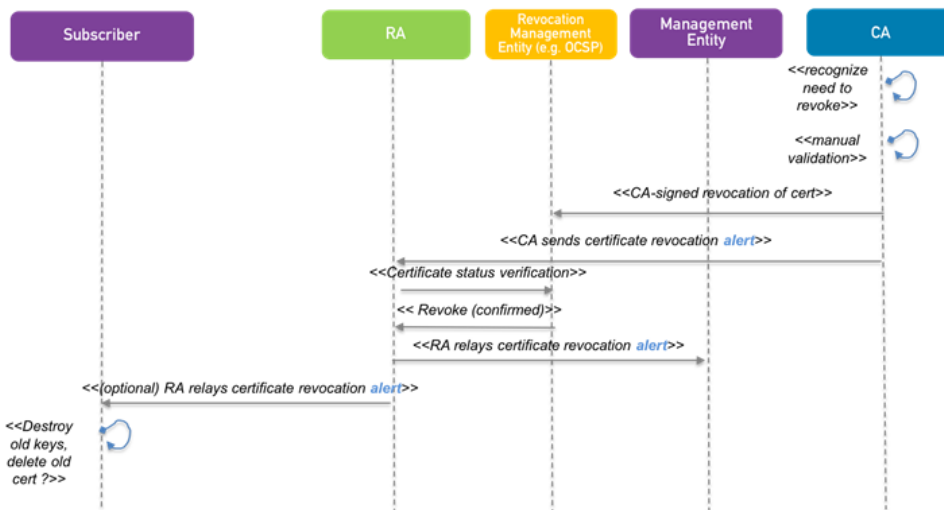 Subscriber
RA
Revocation
Management
Entity (e.g. OCSP)
Management
Entity
CA
<<recognize
need to
revoke>>
<<manual
validation>>
<<CA-signed revocation of cert>>
<<CA sends certificate revocation alert>>
<<Certificate status verification>>
<< Revoke (confirmed)>>
<<RA relays certificate revocation alert>>
<<(optional) RA relays certificate revocation alert>>
<<Destroy
old keys,
delete old
cert ?>>